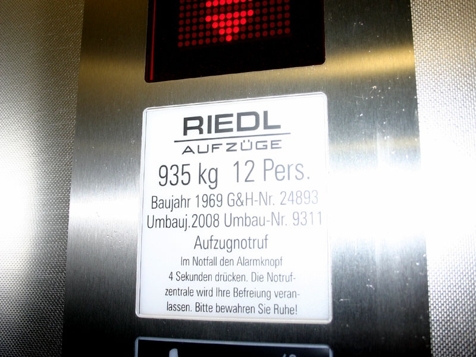 RIEDL
AUFZÜGE
935 kg 12 Pers.
Baujahr 1969 G&H-Nr. 24893
Umbauj.2008 Umbau-Nr. 9311
Aufzugnotruf
Im Notfall den Alarmknopf
4 Sekunden drücken. Die Notruf-
zentrale wird Ihre Befreiung veran-
lassen. Bitte bewahren Sie Ruhe!